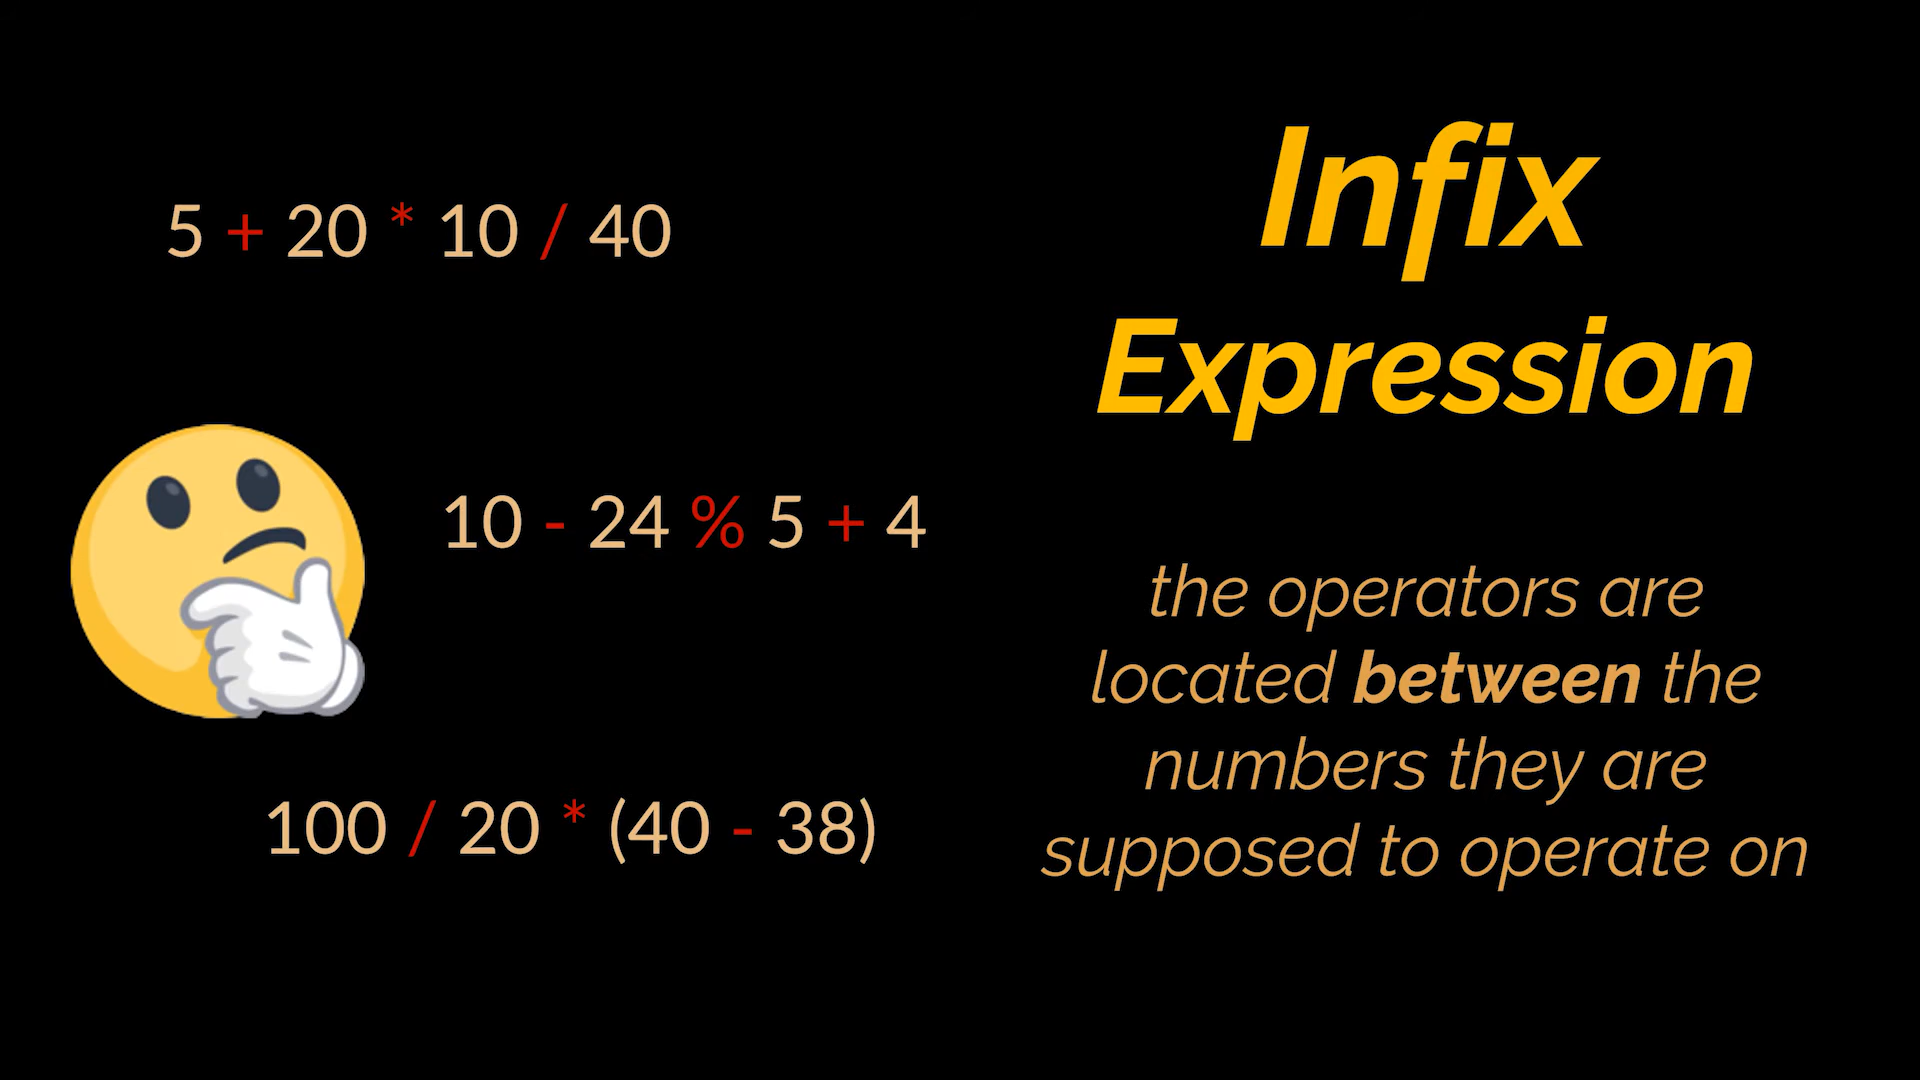 5 + 20 * 10 / 40
10 - 24 % 5 + 4
100 / 20 * (40 - 38)
Infix
Expression
the operators are
located between the
numbers they are
supposed to operate on